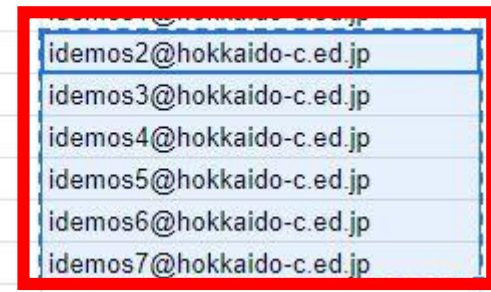 idemos2@hokkaido-c.ed.jp
idemos3@hokkaido-c.ed.jp
idemos4@hokkaido-c.ed.jp
idemos5@hokkaido-c.ed.jp
idemos6@hokkaido-c.ed.jp
idemos7@hokkaido-c.ed.jp